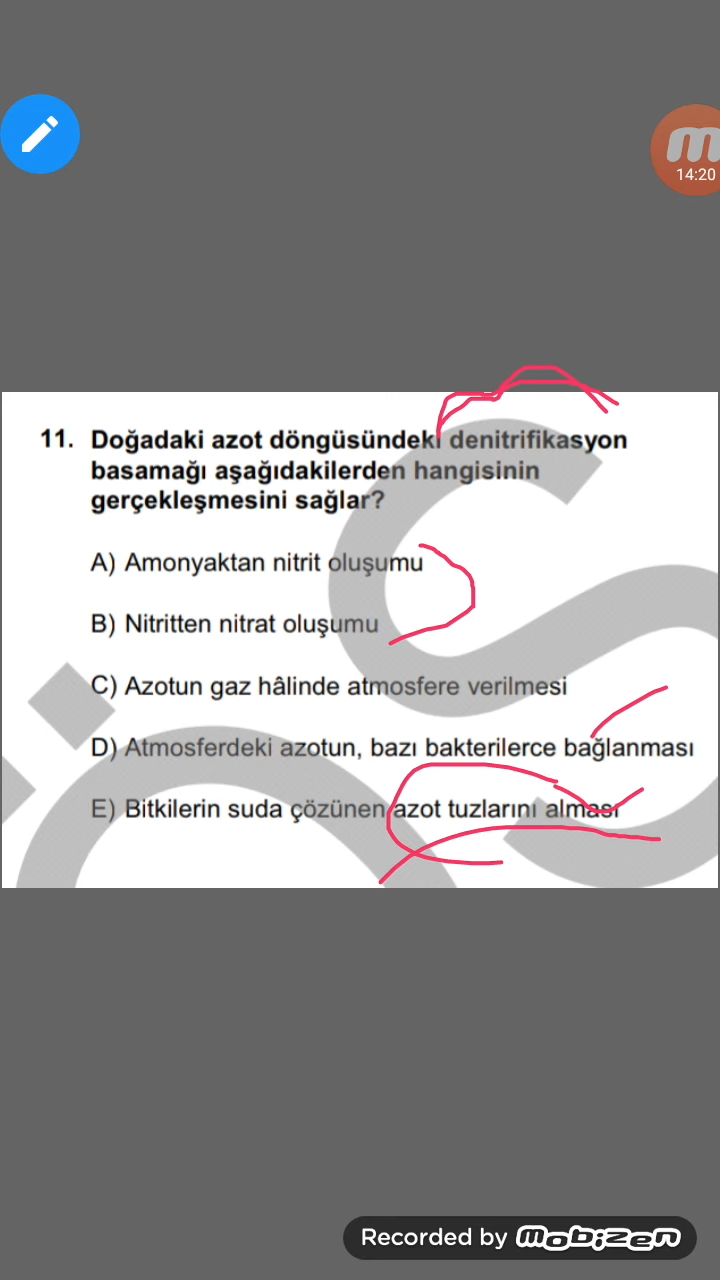 14:20
11. Doğadaki azot döngüsündeki denitrifikasyon
basamağı aşağıdakilerden hangisinin
gerçekleşmesini sağlar?
A) Amonyaktan nitrit oluşumu
B) Nitritten nitrat oluşumu
C) Azotun gaz hâlinde atmosfere verilmesi
D) Atmosferdeki azotun, bazı bakterilerce bağlanması
E) Bitkilerin suda çözünen azot tuzlarını alması
Recorded by mobizen